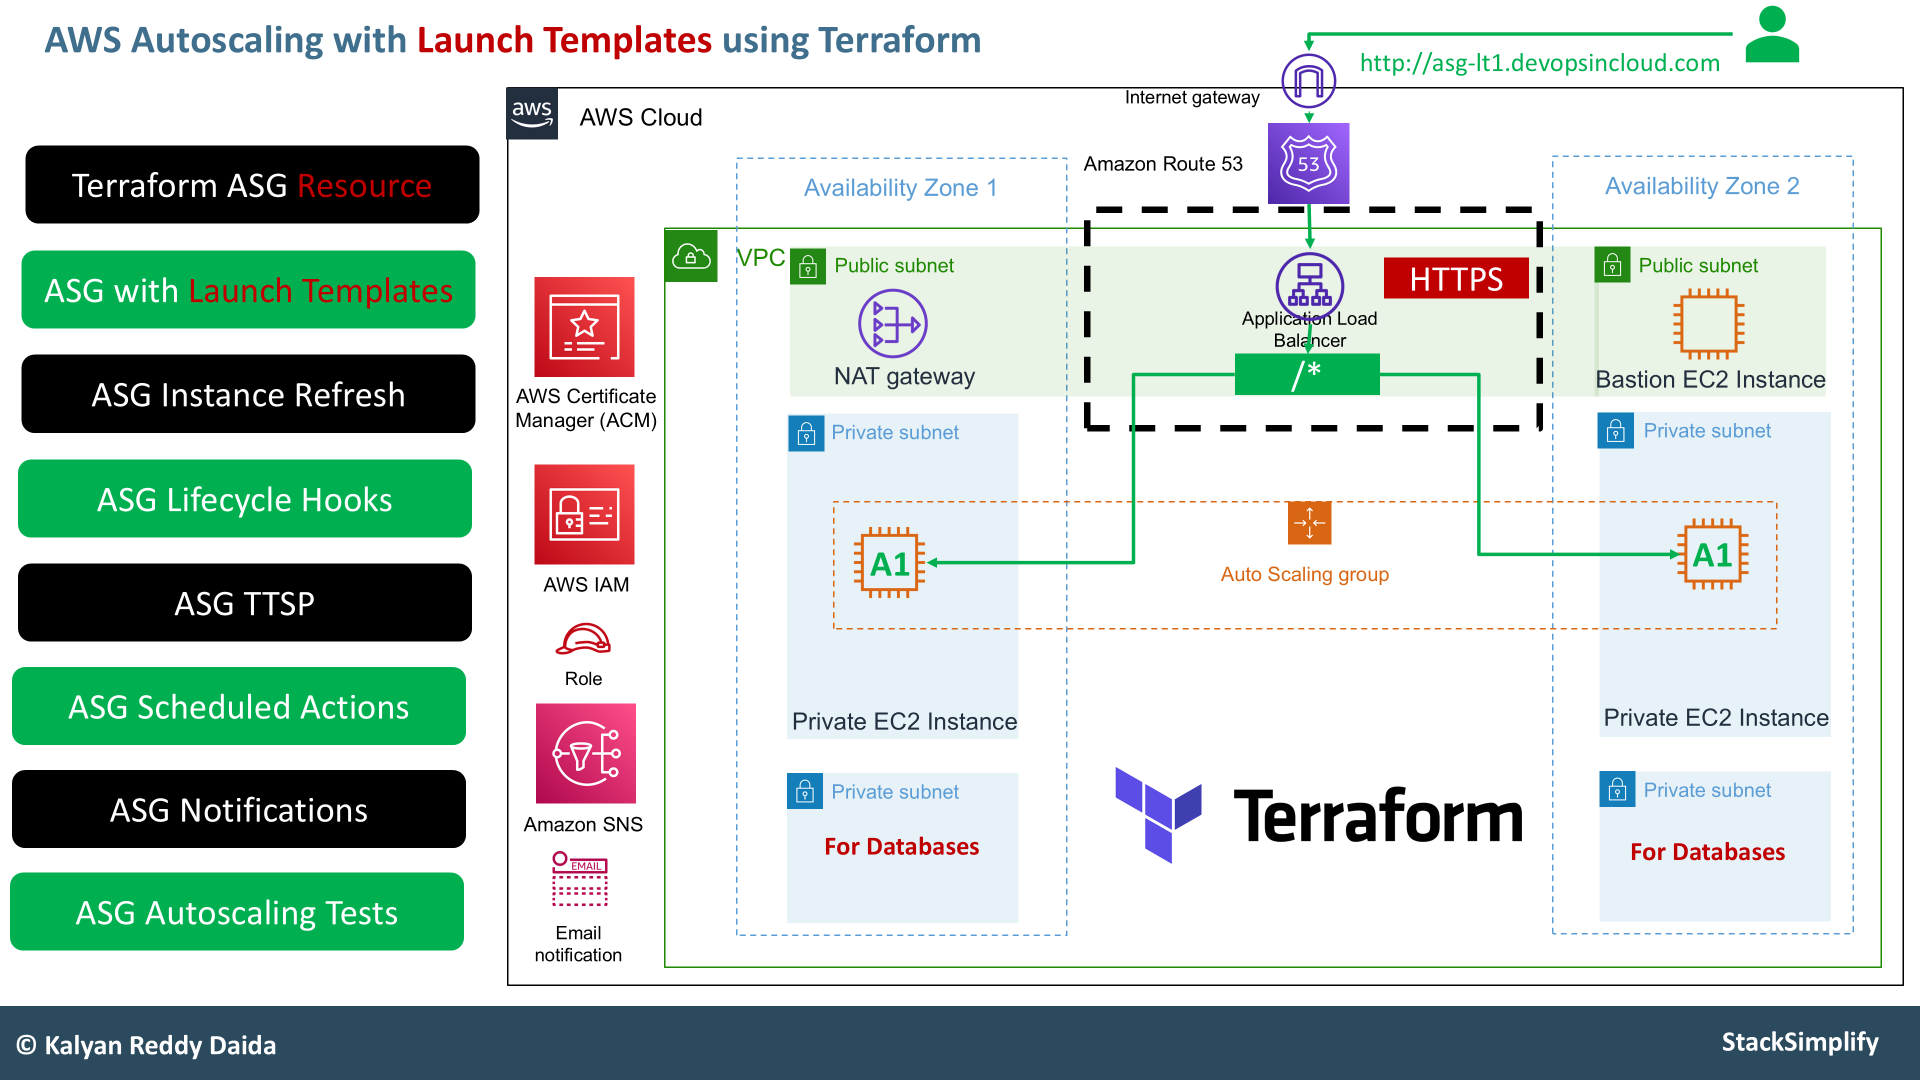 AWS Autoscaling with Launch Templates using Terraform
http://asg-lt1.devopsincloud.com
Internet gateway
aws
AWS Cloud
Amazon Route 53
53
Terraform ASG Resource
ASG with Launch Templates
ASG Instance Refresh
ASG Lifecycle Hooks
ASG TTSP
ASG Scheduled Actions
ASG Notifications
ASG Autoscaling Tests
AWS Certificate
Manager (ACM)
AWS IAM
Role
Amazon SNS
EMAIL
Email
notification
Availability Zone 1
Availability Zone 2
VPC
Public subnet
NAT gateway
Application Load
Balancer
HTTPS
/*
Public subnet
Bastion EC2 Instance
Private subnet
A1
Private EC2 Instance
Auto Scaling group
Private subnet
A1
Private EC2 Instance
Private subnet
For Databases
Terraform
Private subnet
For Databases
© Kalyan Reddy Daida
StackSimplify